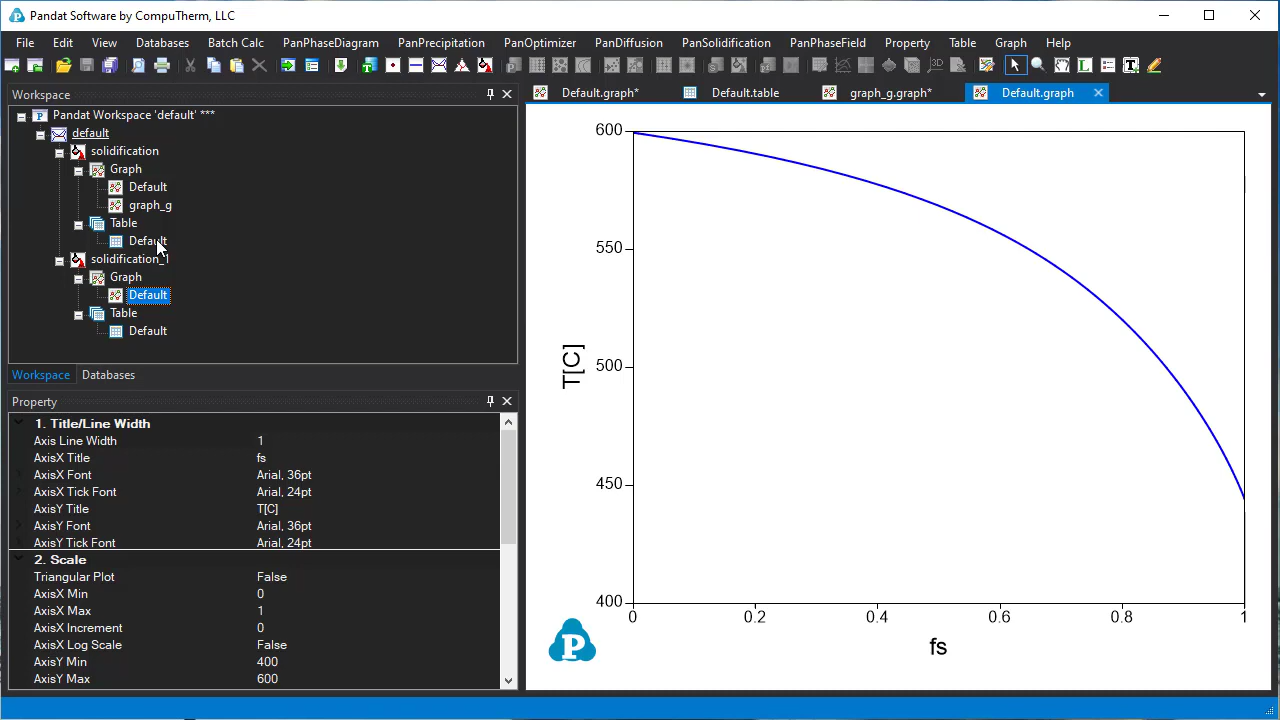 Pandat Software by CompuTherm, LLC
File Edit View Databases Batch Calc PanPhaseDiagram PanPrecipitation PanOptimizer PanDiffusion PanSolidification PanPhaseField Property Table Graph Help
Workspace
Default.graph* Default.table graph_g.graph* Default.graph
Pandat Workspace 'default' ***
default
solidification
Graph
Default
graph_g
Table
Default
solidification_1
Graph
Default
Table
Default
Workspace Databases
Property
1. Title/Line Width
Axis Line Width 1
AxisX Title fs
AxisX Font Arial, 36pt
AxisX Tick Font Arial, 24pt
AxisY Title T[C]
AxisY Font Arial, 36pt
AxisY Tick Font Arial, 24pt
2. Scale
Triangular Plot False
AxisX Min 0
AxisX Max 1
AxisX Increment 0
AxisX Log Scale False
AxisY Min 400
AxisY Max 600
600
550
500
450
400
T[C]
0 0.2 0.4 0.6 0.8 1
fs
P